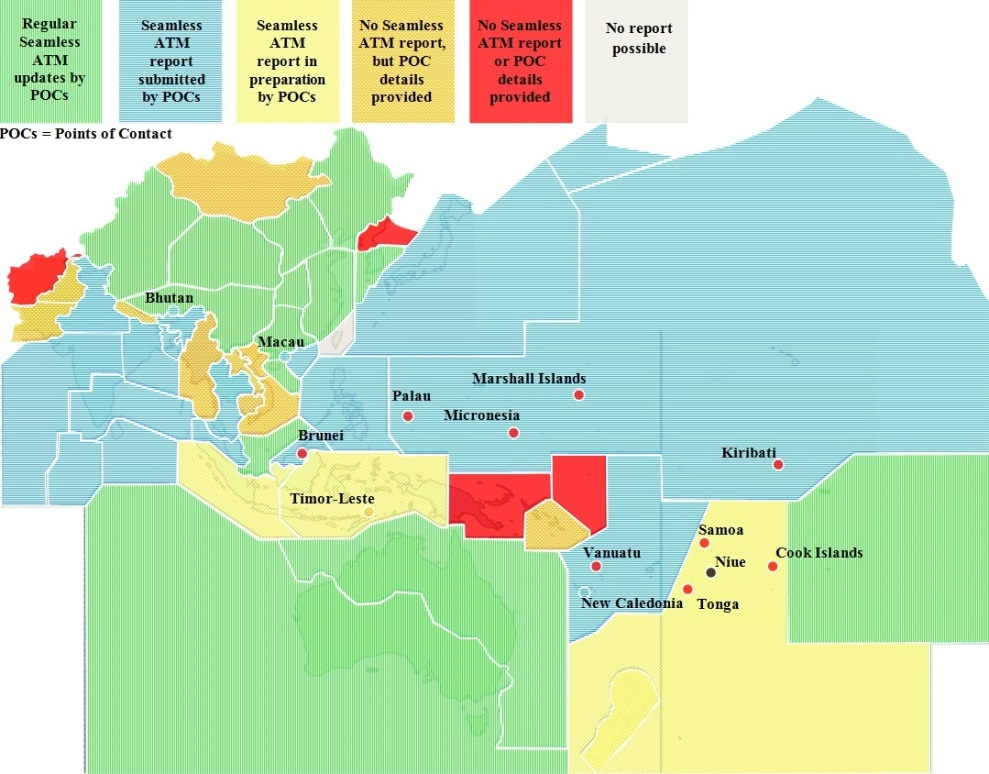 Regular
Seamless
ATM
updates by
POCs
Seamless
ATM
report
submitted
by POCs
Seamless
ATM
report in
preparation
by POCs
No Seamless
ATM report,
but POC
details
provided
No Seamless
ATM report
or POC
details
provided
No report
possible
POCs = Points of Contact
Bhutan
Macau
Marshall Islands
Palau
Micronesia
Brunei
Kiribati
Timor-Leste
Samoa
Vanuatu
Niue
Cook Islands
New Caledonia
Tonga